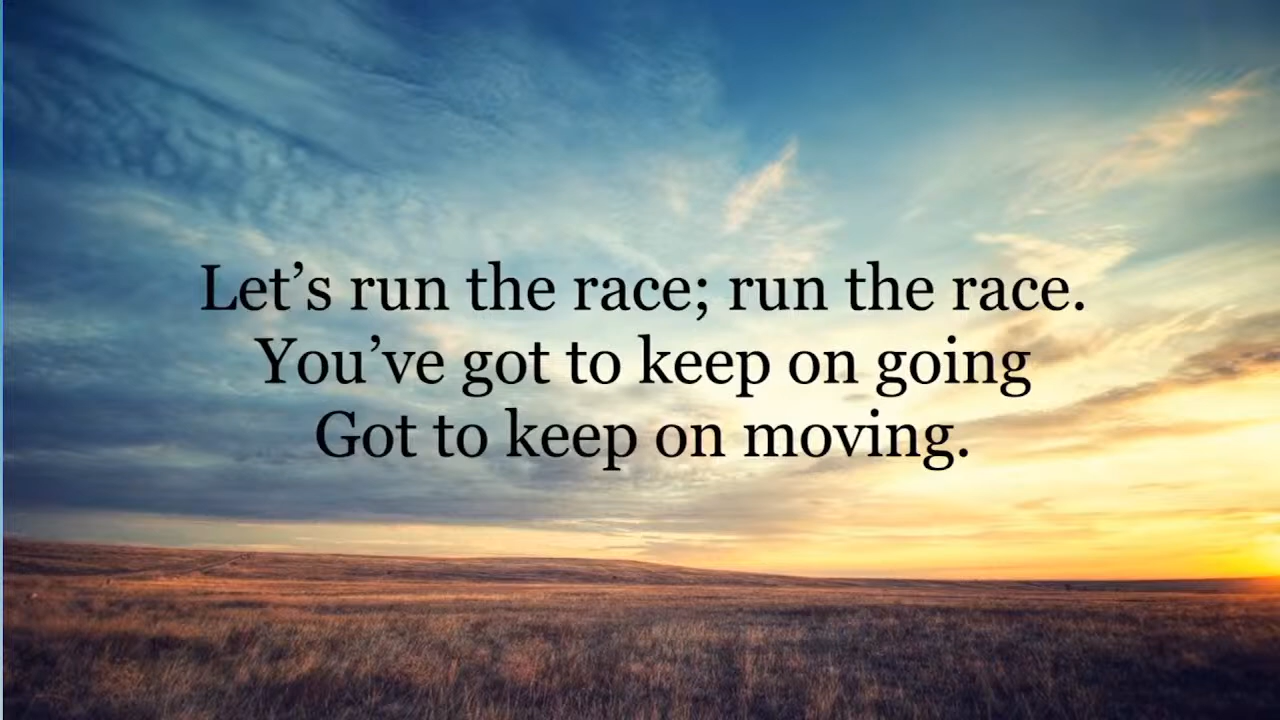 Let’s run the race; run the race.
You’ve got to keep on going
Got to keep on moving.